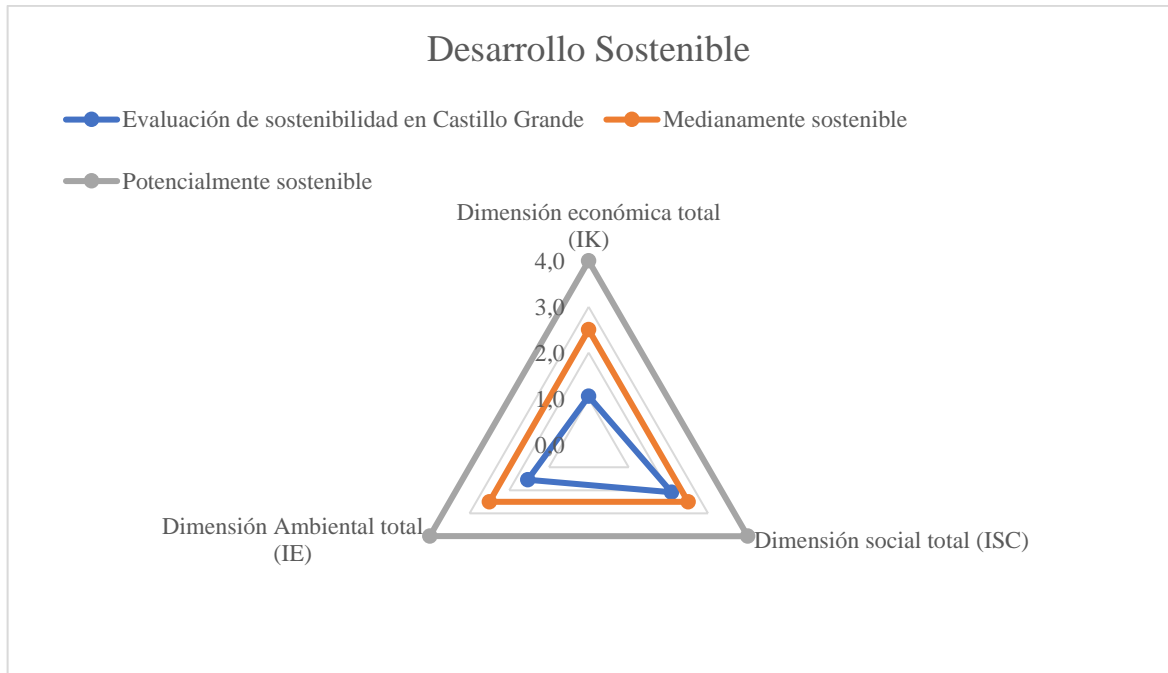 Desarrollo Sostenible
Evaluación de sostenibilidad en Castillo Grande
Medianamente sostenible
Potencialmente sostenible
Dimensión económica total
(IK)
4,0
3,0
2,0
1,0
0,0
Dimensión Ambiental total
(IE)
Dimensión social total (ISC)